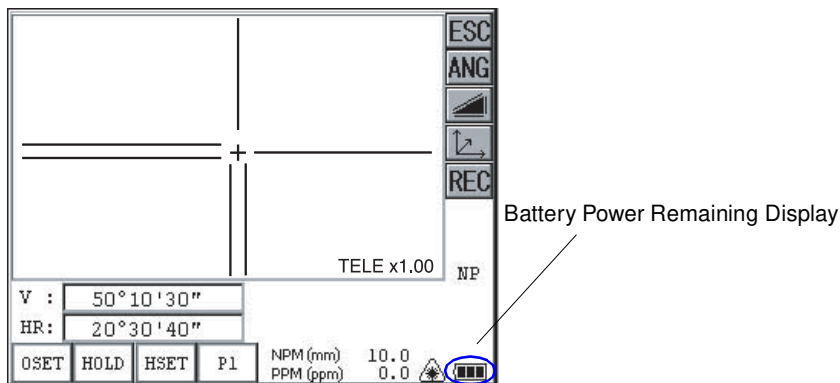 ESC
ANG
REC
Battery Power Remaining Display
TELE x1.00
NP
V : 50°10'30"
HR: 20°30'40"
0SET HOLD HSET P1
NPM (mm) 10.0
PPM (ppm) 0.0